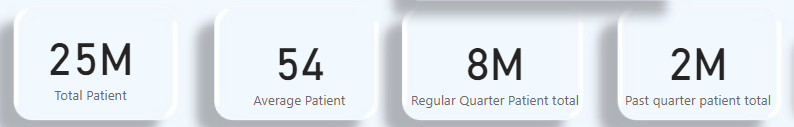 25M
Total Patient
54
Average Patient
8M
Regular Quarter Patient total
2M
Past quarter patient total